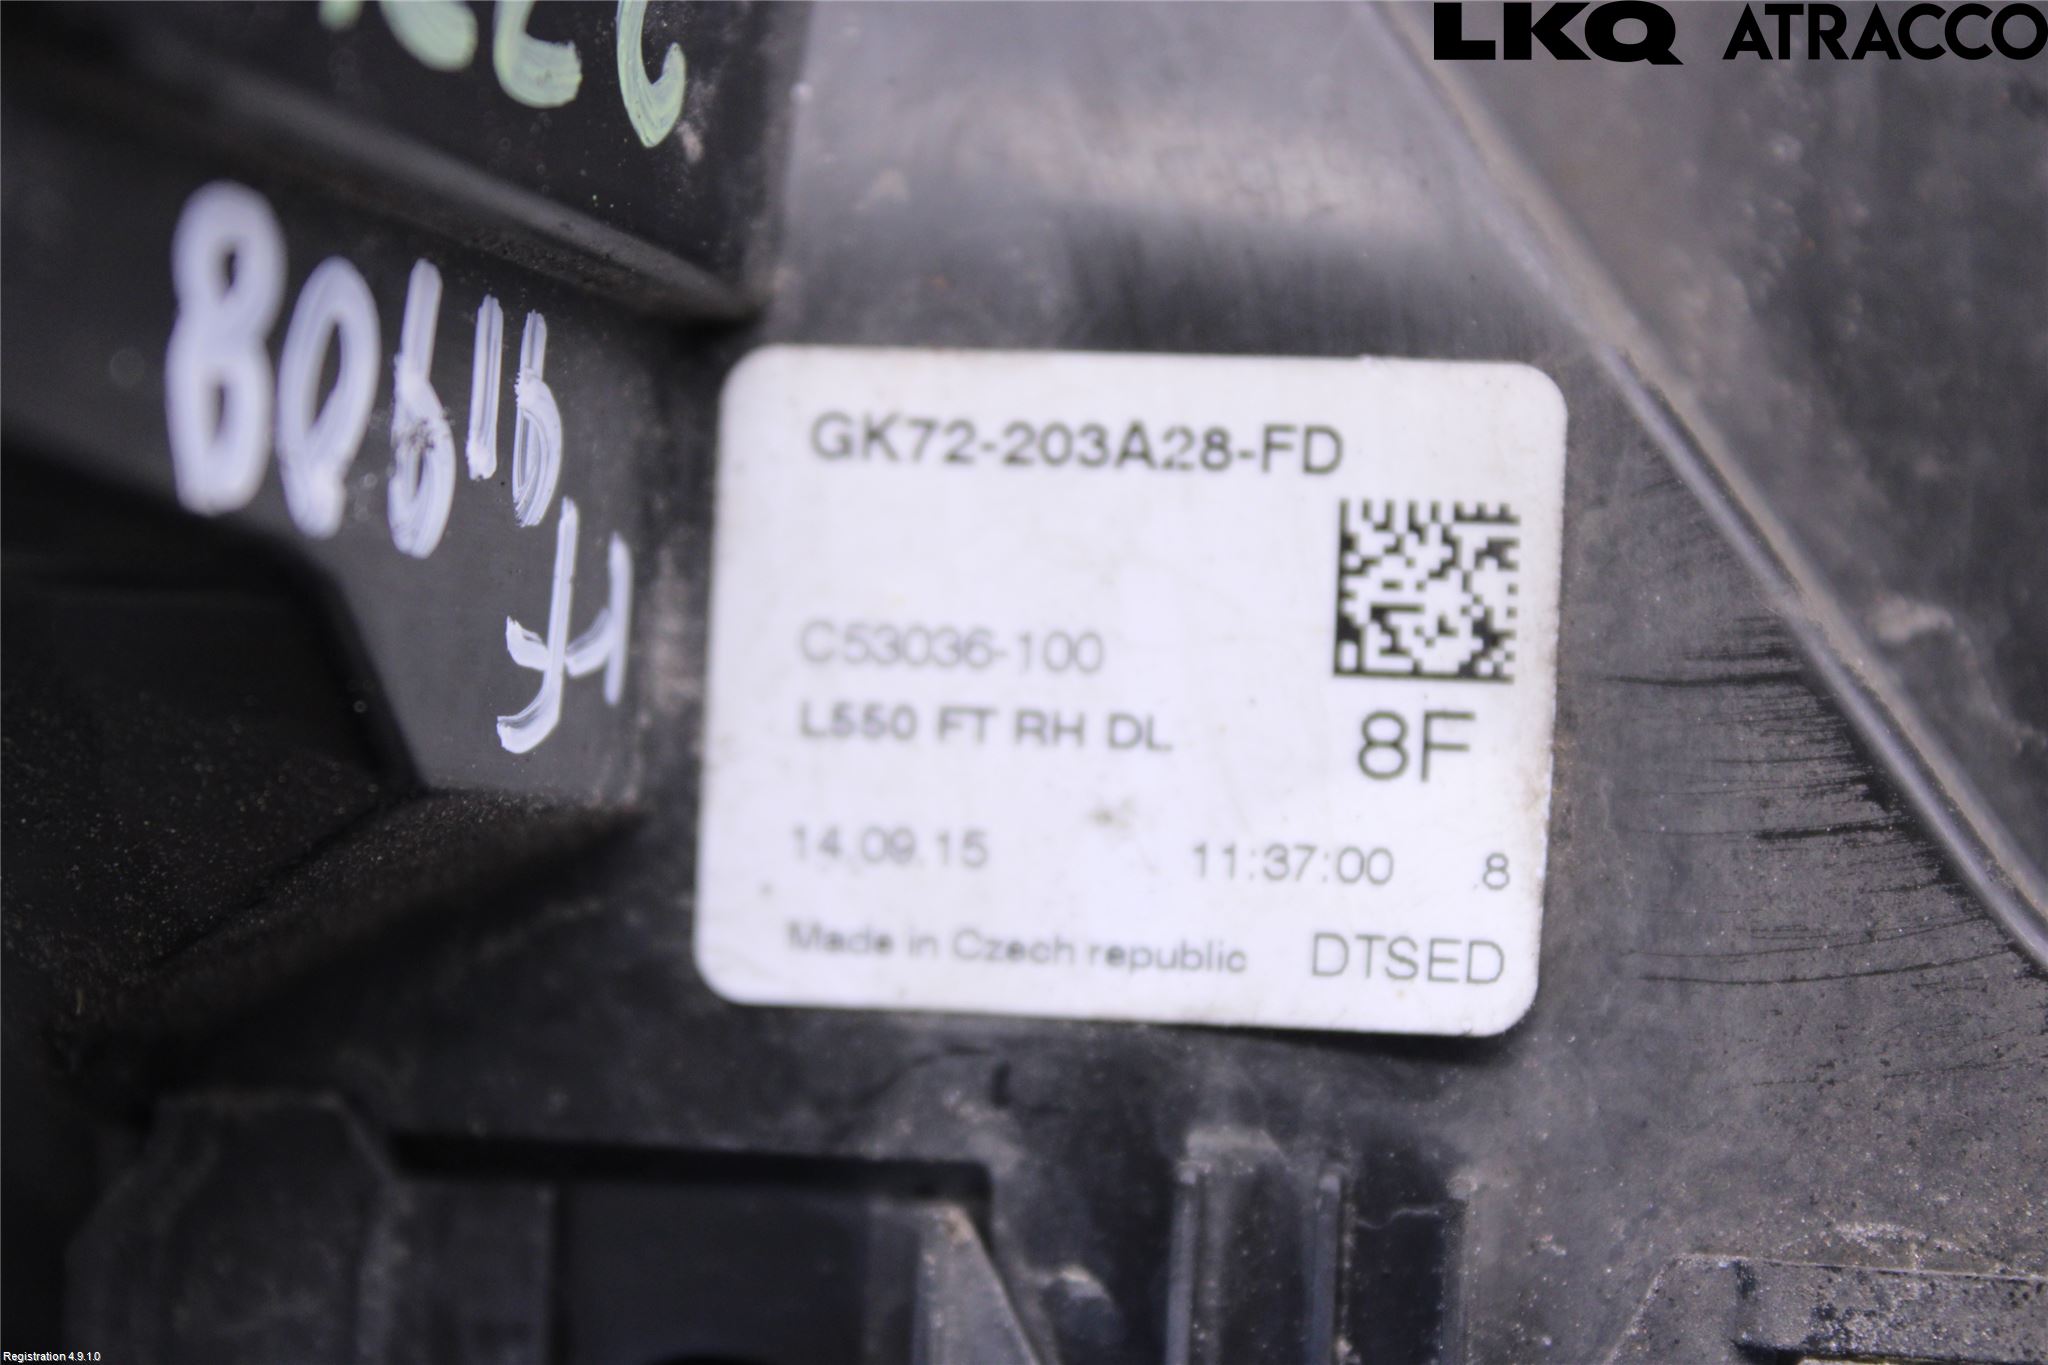 LKQ ATRACCO
GK72-203A28-FD
C53036-100
L550 FT RH DL
8F
14.09.15 11:37:00 .8
Made in Czech republic DTSED
Registration 4.9.1.0